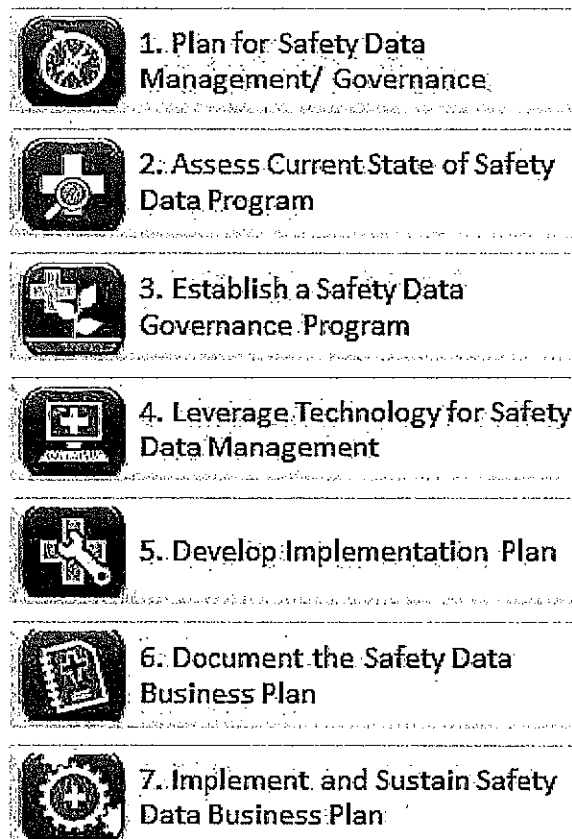 1. Plan for Safety Data
Management/ Governance
2. Assess Current State of Safety
Data Program
3. Establish a Safety Data
Governance Program
4. Leverage Technology for Safety
Data Management
5. Develop Implementation Plan
6. Document the Safety Data
Business Plan
7. Implement and Sustain Safety
Data Business Plan